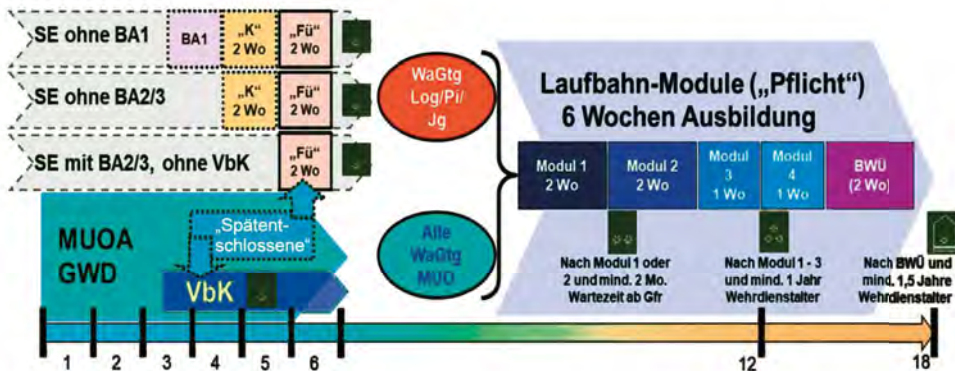 SE ohne BA1
BA1
„K“
2 Wo
„Fü“
2 Wo
SE ohne BA2/3
„K“
2 Wo
„Fü“
2 Wo
SE mit BA2/3, ohne VbK
„Fü“
2 Wo
MUOA
GWD
„Spätent-
schlossene“
VbK
WaGtg
Log/Pi/
Jg
Alle
WaGtg
MUO
Laufbahn-Module („Pflicht“)
6 Wochen Ausbildung
Modul 1
2 Wo
Modul 2
2 Wo
Modul
3
1 Wo
Modul
4
1 Wo
BWÜ
(2 Wo)
Nach Modul 1 oder
2 und mind. 2 Mo.
Wartezeit ab Gfr
Nach Modul 1 - 3
und mind. 1 Jahr
Wehrdienstalter
Nach BWÜ und
mind. 1,5 Jahre
Wehrdienstalter
1 2 3 4 5 6 12 18